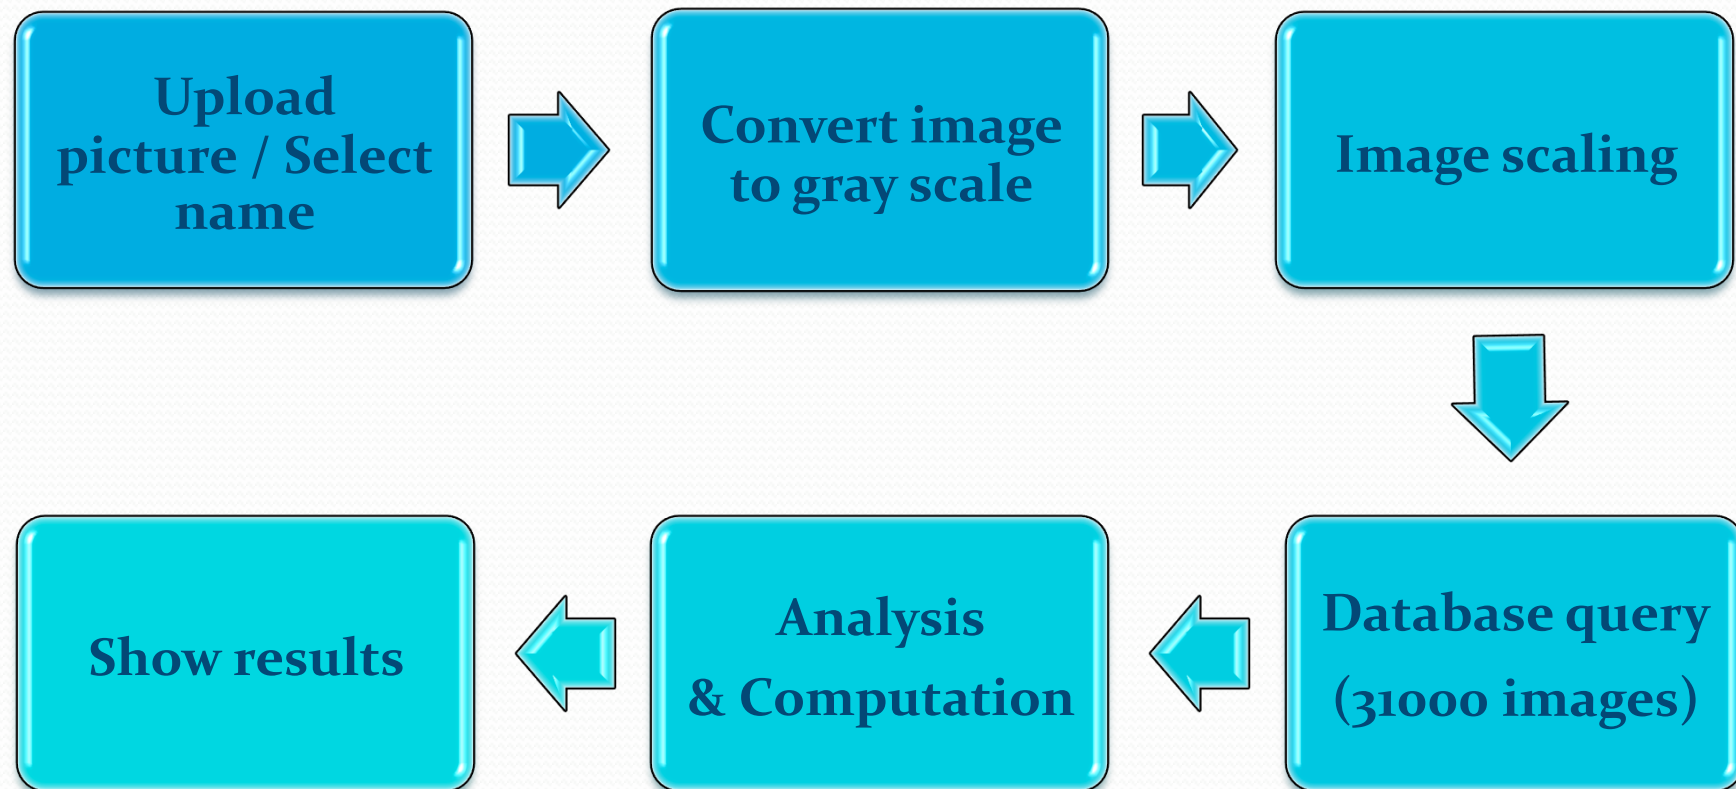 Upload
picture / Select
name
Convert image
to gray scale
Image scaling
Database query
(31000 images)
Analysis
& Computation
Show results